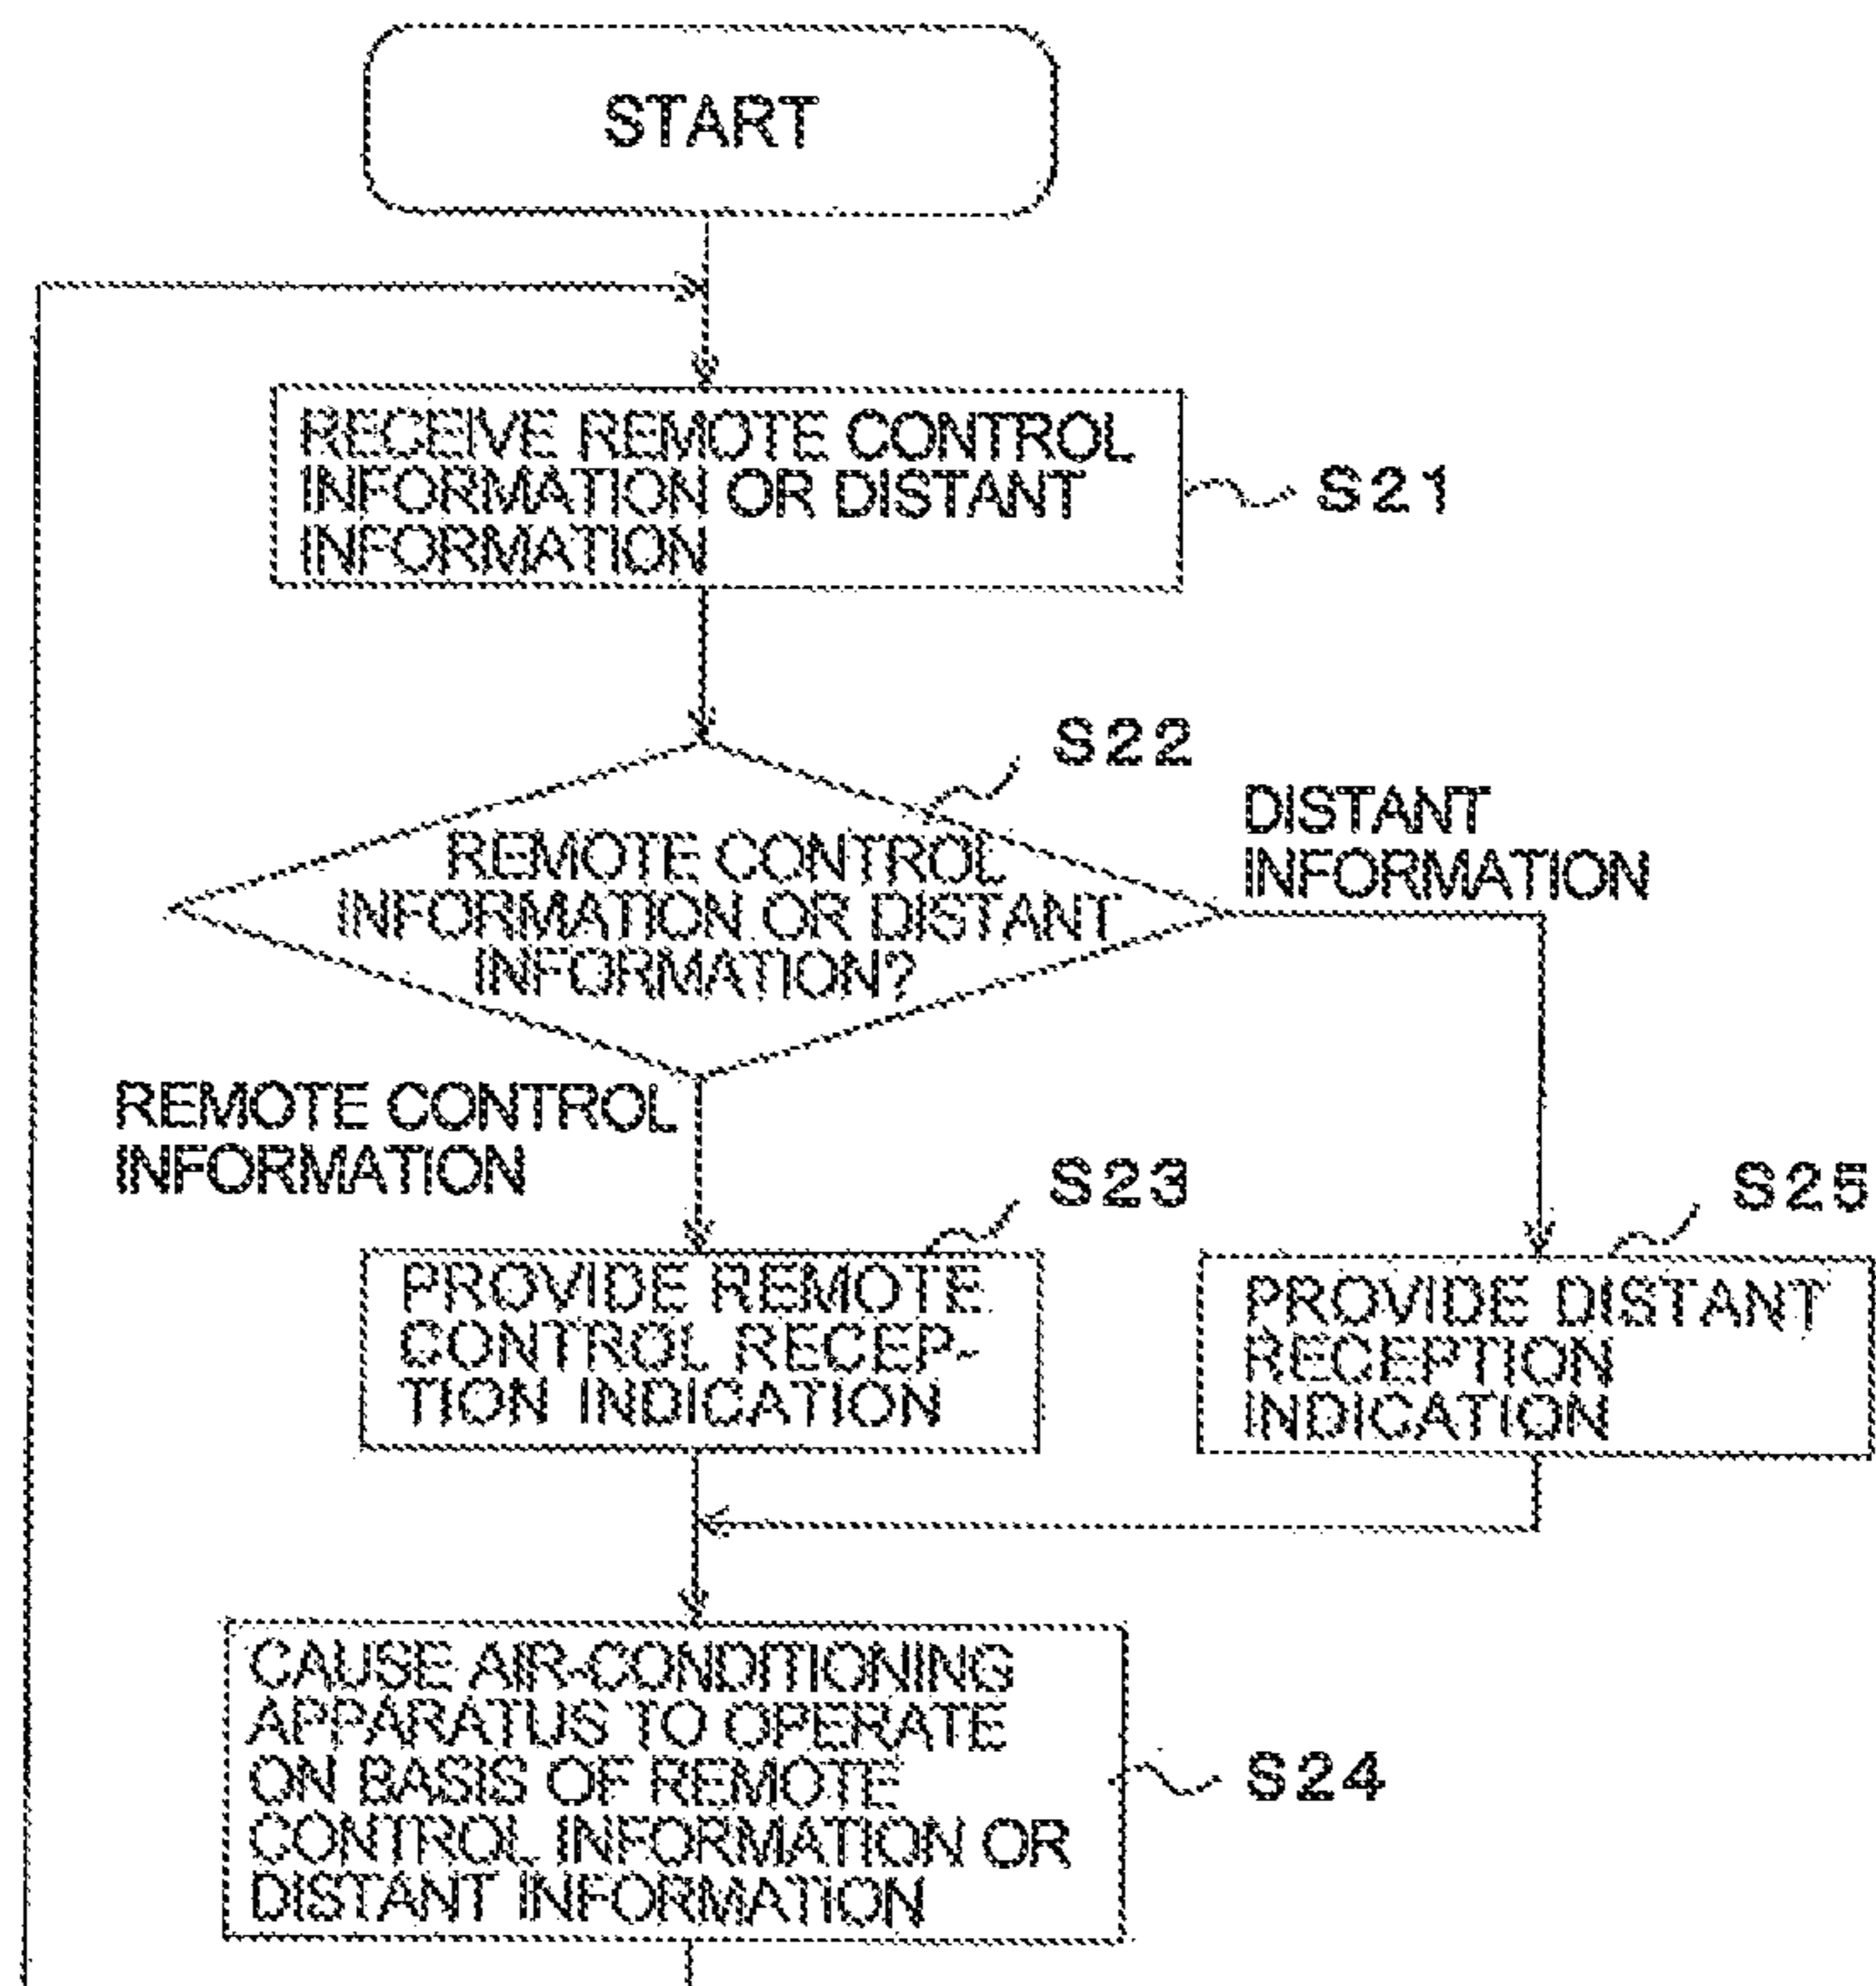 START
RECEIVE REMOTE CONTROL
INFORMATION OR DISTANT
INFORMATION
S21
S22
REMOTE CONTROL
INFORMATION OR DISTANT
INFORMATION?
DISTANT
INFORMATION
REMOTE CONTROL
INFORMATION
S23
PROVIDE REMOTE
CONTROL RECEP-
TION INDICATION
S25
PROVIDE DISTANT
RECEPTION
INDICATION
CAUSE AIR-CONDITIONING
APPARATUS TO OPERATE
ON BASIS OF REMOTE
CONTROL INFORMATION OR
DISTANT INFORMATION
S24